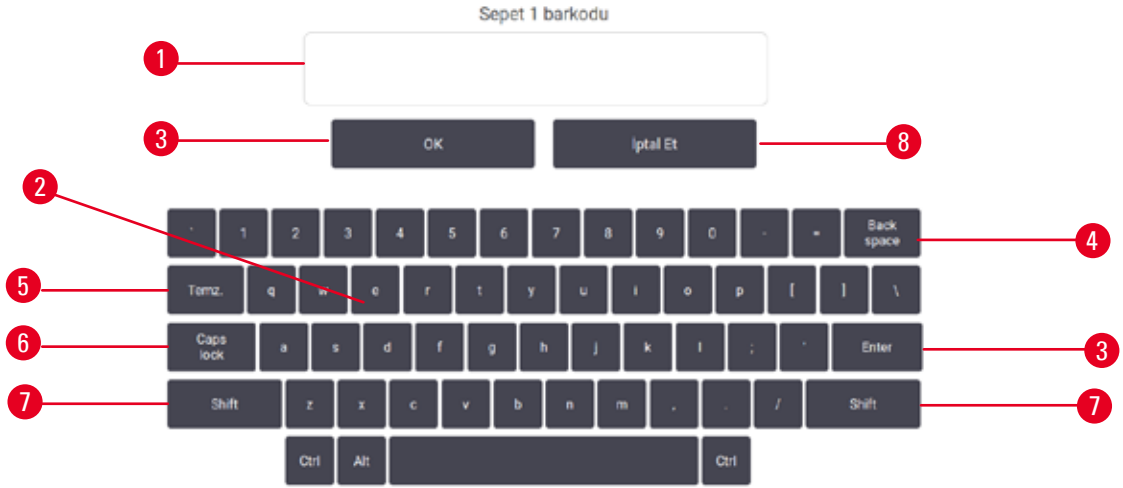 Sepet 1 barkodu
1
3 OK İptal Et 8
2
` 1 2 3 4 5 6 7 8 9 0 - = Back space 4
5 Temz. q w e r t y u i o p [ ] \
6 Caps lock a s d f g h j k l ; ' Enter 3
7 Shift z x c v b n m , . / Shift 7
Ctrl Alt Ctrl